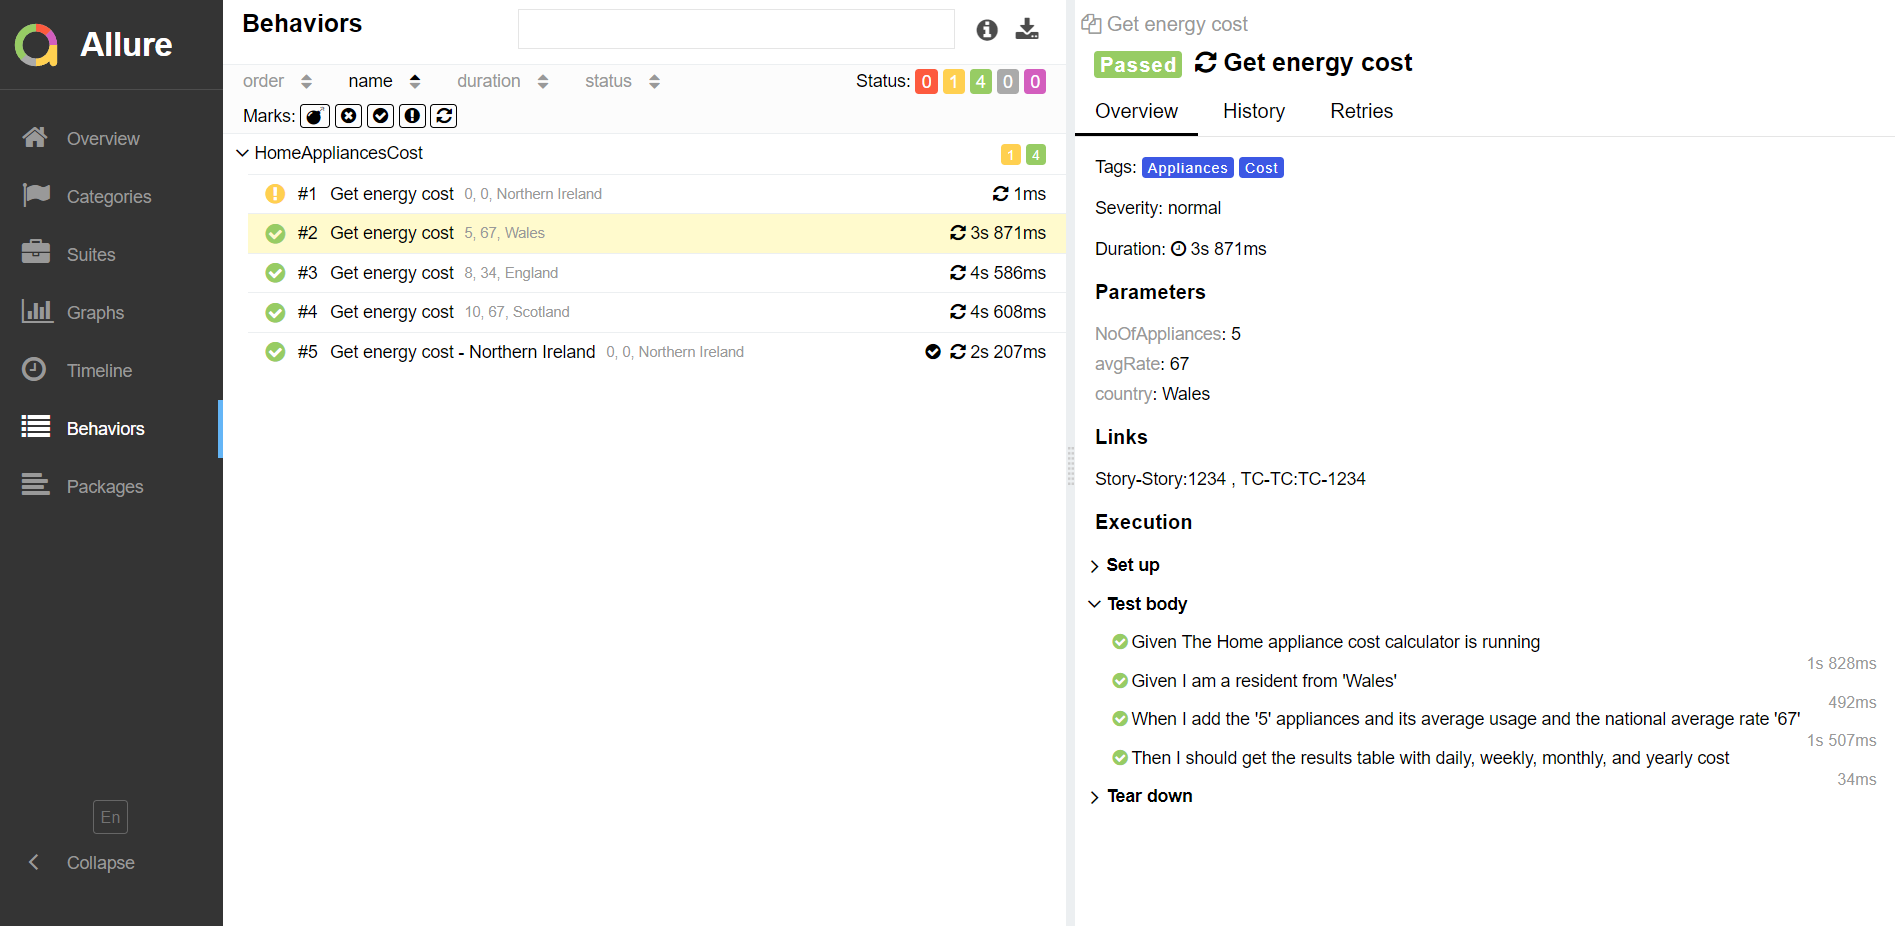 Allure
Overview
Categories
Suites
Graphs
Timeline
Behaviors
Packages
En
Collapse
Behaviors
order name duration status Status: 0 1 4 0 0
Marks:
HomeAppliancesCost 1 4
#1 Get energy cost 0, 0, Northern Ireland 1ms
#2 Get energy cost 5, 67, Wales 3s 871ms
#3 Get energy cost 8, 34, England 4s 586ms
#4 Get energy cost 10, 67, Scotland 4s 608ms
#5 Get energy cost - Northern Ireland 0, 0, Northern Ireland 2s 207ms
Get energy cost
Passed Get energy cost
Overview History Retries
Tags: Appliances Cost
Severity: normal
Duration: 3s 871ms
Parameters
NoOfAppliances: 5
avgRate: 67
country: Wales
Links
Story-Story:1234 , TC-TC:TC-1234
Execution
Set up
Test body
Given The Home appliance cost calculator is running
1s 828ms
Given I am a resident from 'Wales'
492ms
When I add the '5' appliances and its average usage and the national average rate '67'
1s 507ms
Then I should get the results table with daily, weekly, monthly, and yearly cost
34ms
Tear down